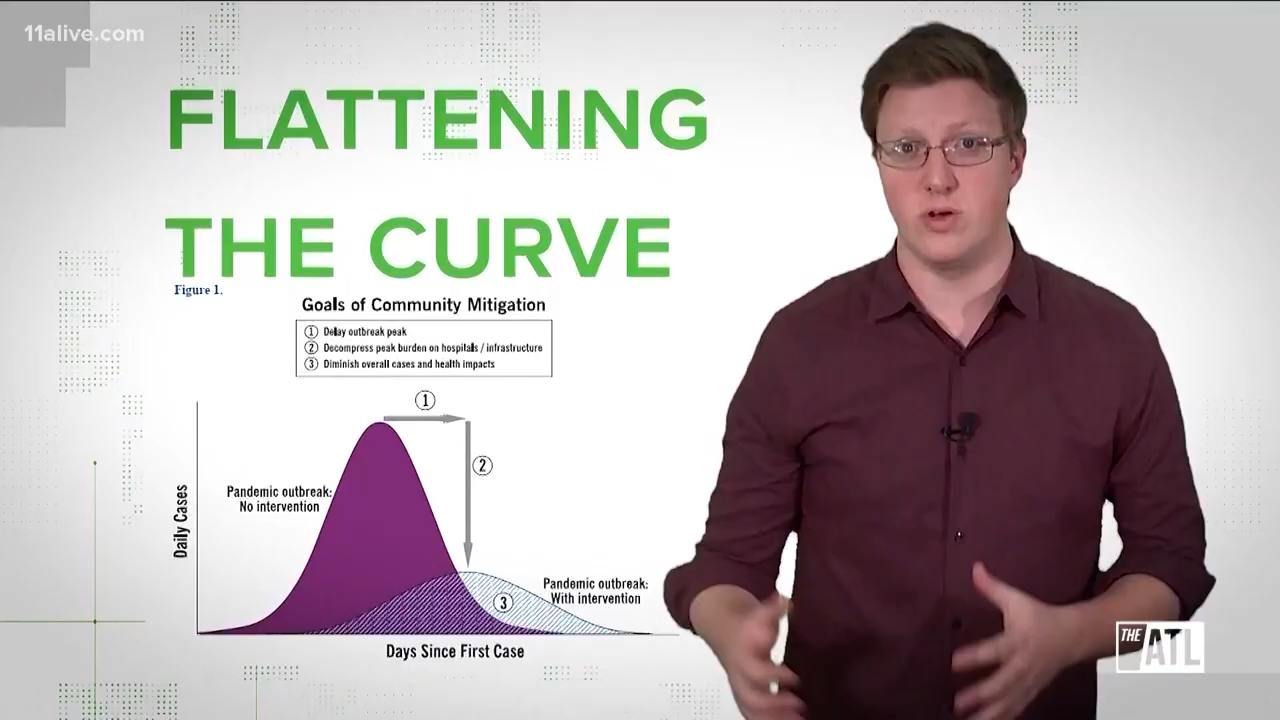 11alive.com
FLATTENING
THE CURVE
Figure 1.
Goals of Community Mitigation
1 Delay outbreak peak
2 Decompress peak burden on hospitals / infrastructure
3 Diminish overall cases and health impacts
1
2
Pandemic outbreak:
No intervention
Daily Cases
Pandemic outbreak:
With intervention
3
Days Since First Case
THE ATL